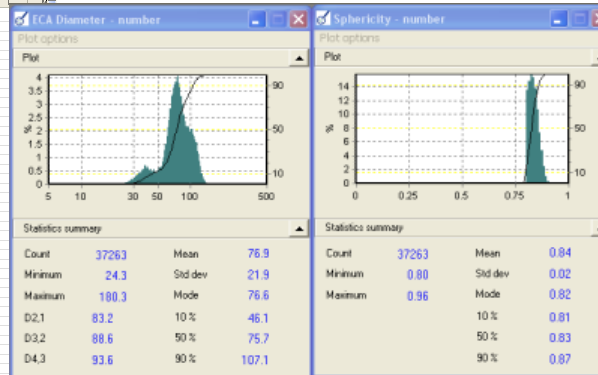 ECA Diameter - number
Plot options
Plot
4
3.5
3
2.5
2
1.5
1
0.5
0
%
90
50
10
5 10 30 50 100 500
Statistics summary
Count 37263 Mean 76.9
Minimum 24.3 Std dev 21.9
Maximum 180.3 Mode 76.6
D2,1 83.2 10 % 46.1
D3,2 88.6 50 % 75.7
D4,3 93.6 90 % 107.1
Sphericity - number
Plot options
Plot
14
12
10
8
6
4
2
0
%
90
50
10
0 0.25 0.5 0.75 1
Statistics summary
Count 37263 Mean 0.84
Minimum 0.80 Std dev 0.02
Maximum 0.96 Mode 0.82
10 % 0.81
50 % 0.83
90 % 0.87